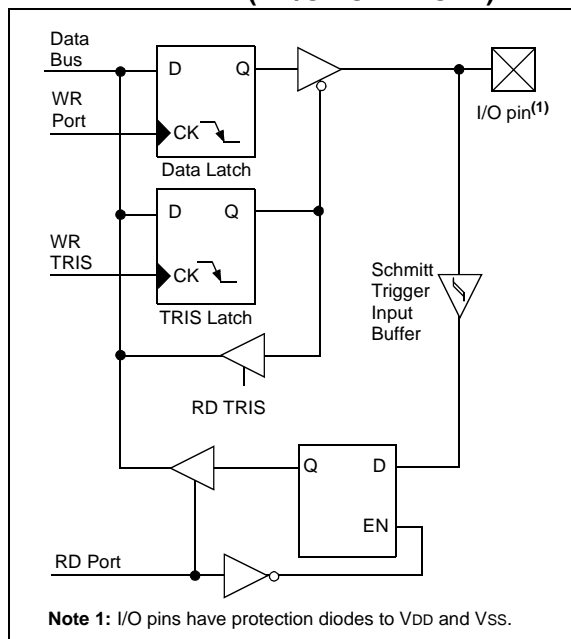 Data
Bus
D
Q
WR
Port
CK
I/O pin(1)
Data Latch
D
Q
WR
TRIS
CK
Schmitt
Trigger
Input
Buffer
TRIS Latch
RD TRIS
Q
D
EN
RD Port
Note 1: I/O pins have protection diodes to VDD and VSS.